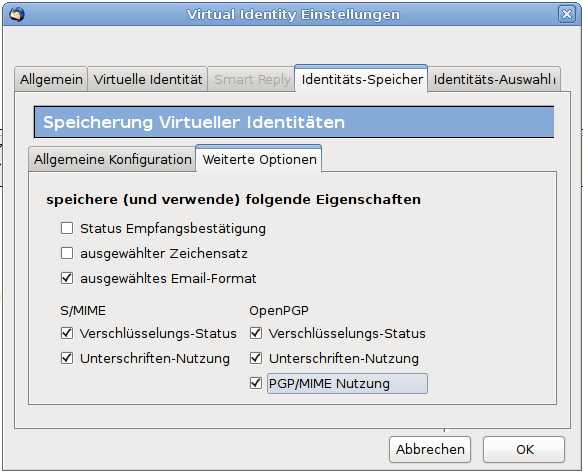 Virtual Identity Einstellungen
Allgemein Virtuelle Identität Smart Reply Identitäts-Speicher Identitäts-Auswahl
Speicherung Virtueller Identitäten
Allgemeine Konfiguration Weiterte Optionen
speichere (und verwende) folgende Eigenschaften
Status Empfangsbestätigung
ausgewählter Zeichensatz
ausgewähltes Email-Format
S/MIME OpenPGP
Verschlüsselungs-Status Verschlüsselungs-Status
Unterschriften-Nutzung Unterschriften-Nutzung
PGP/MIME Nutzung
Abbrechen OK